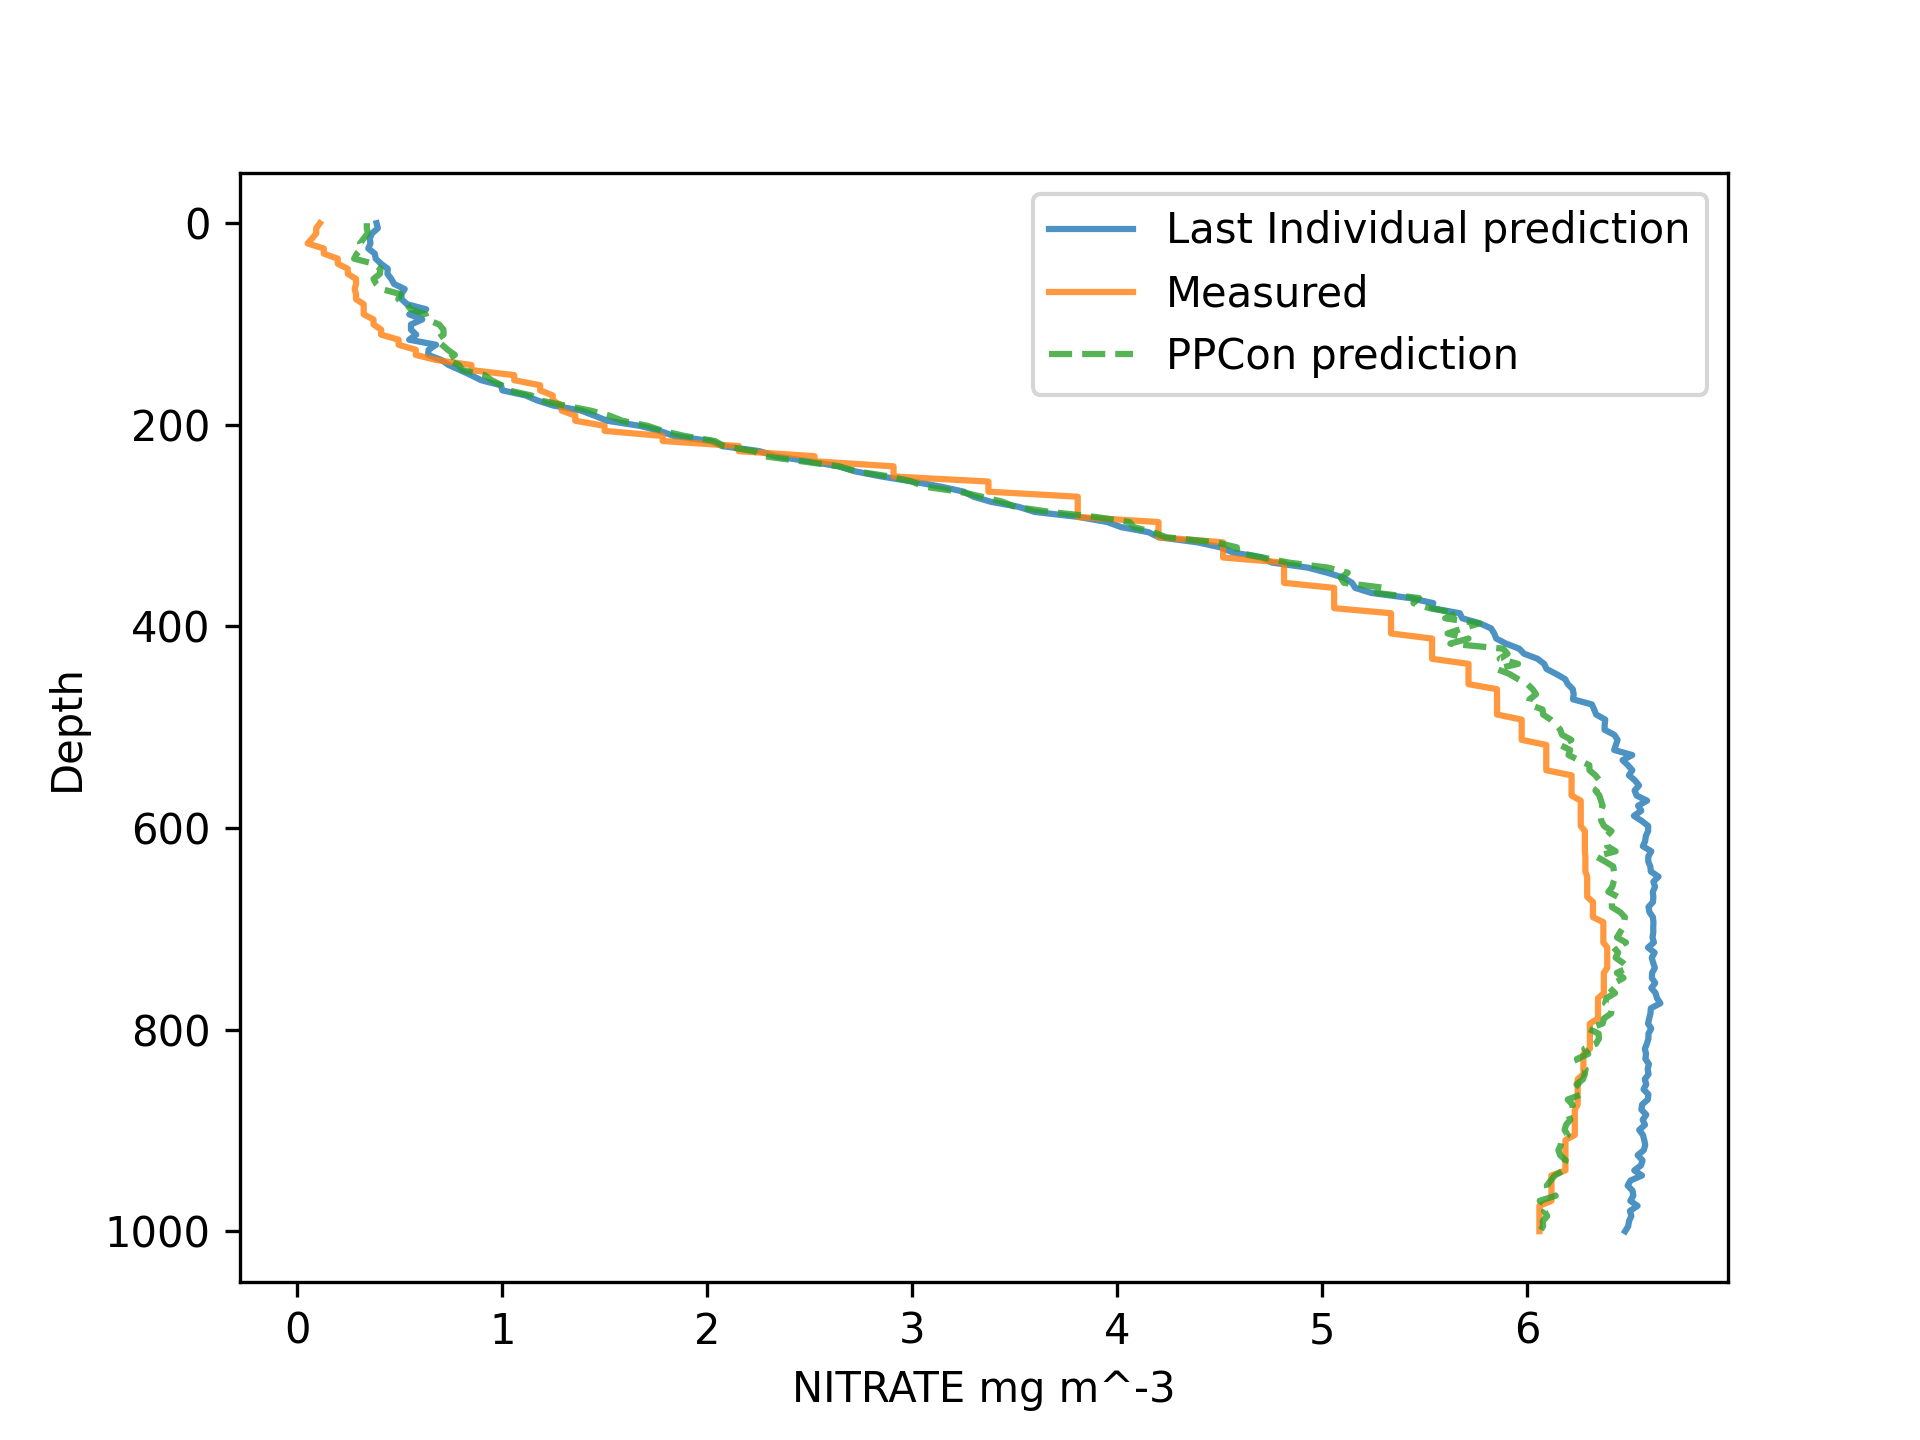 Last Individual prediction
Measured
PPCon prediction
0
200
400
600
800
1000
Depth
0 1 2 3 4 5 6
NITRATE mg m^-3